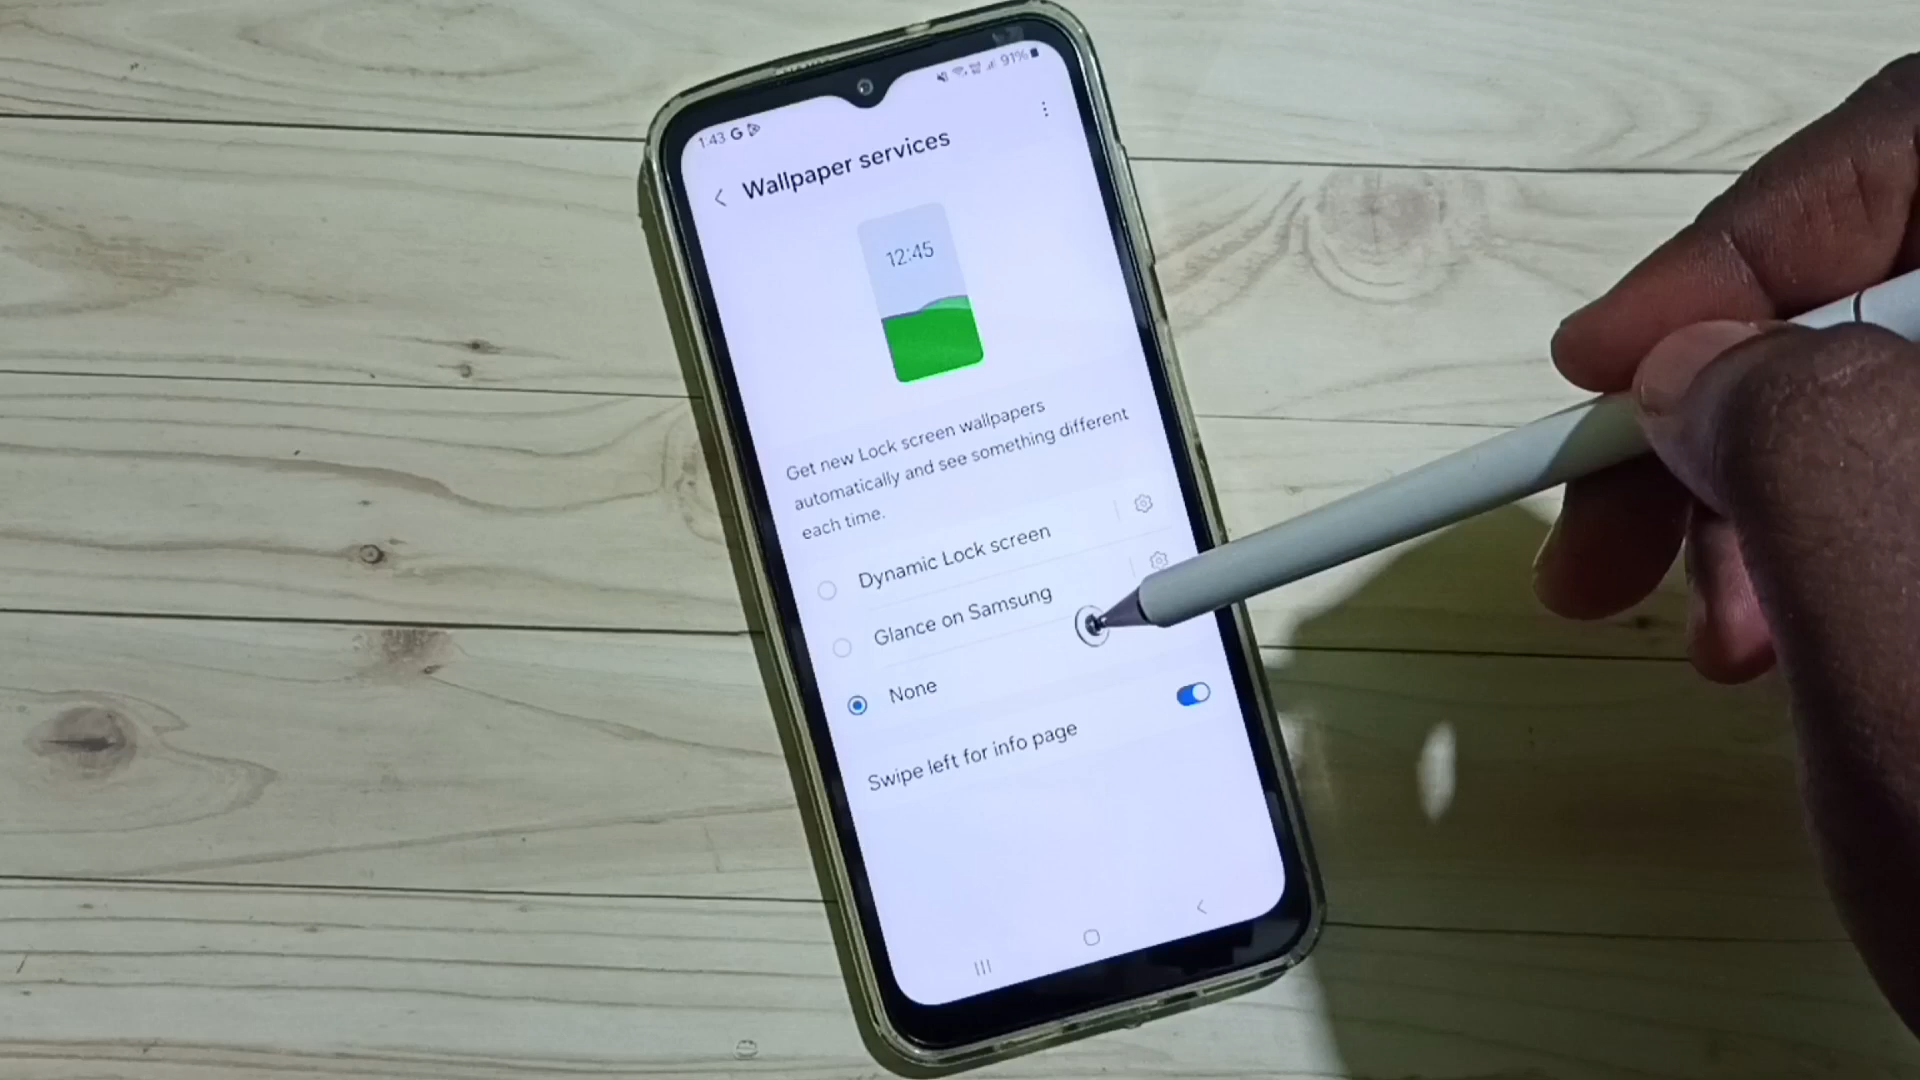 1:43 G
91%
Wallpaper services
12:45
Get new Lock screen wallpapers
automatically and see something different
each time.
Dynamic Lock screen
Glance on Samsung
None
Swipe left for info page